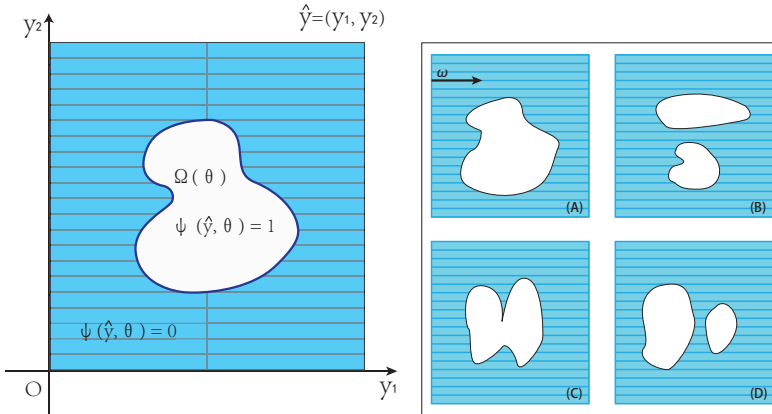 y₂
ŷ=(y₁, y₂)
Ω(θ)
ψ (ŷ, θ) = 1
ψ (ŷ, θ) = 0
O
y₁
ω
(A)
(B)
(C)
(D)